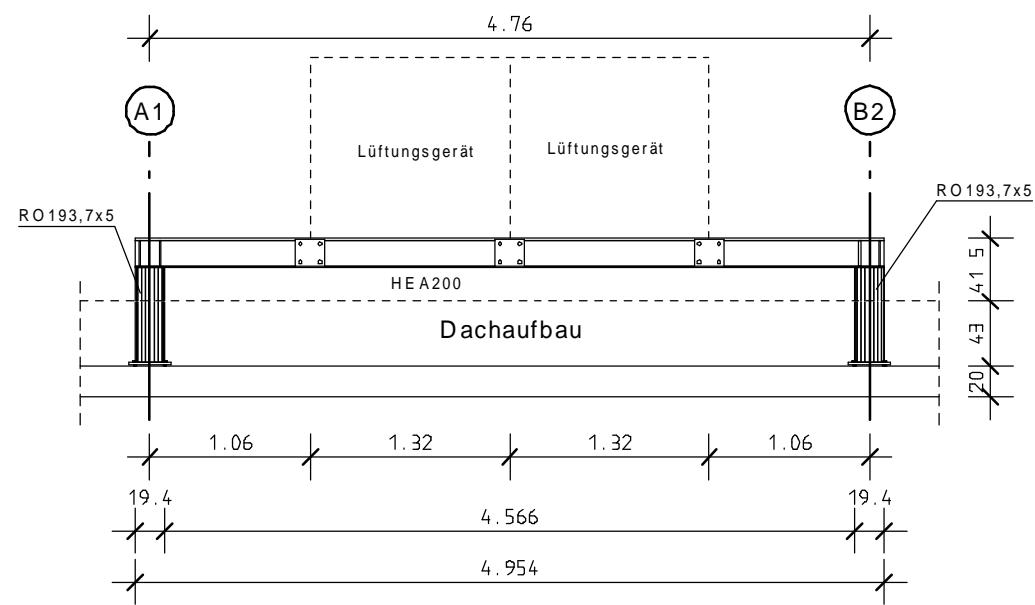 4.76
A1
B2
Lüftungsgerät
Lüftungsgerät
RO193,7x5
RO193,7x5
HEA200
Dachaufbau
41 5
43
20
1.06
1.32
1.32
1.06
19.4
4.566
19.4
4.954